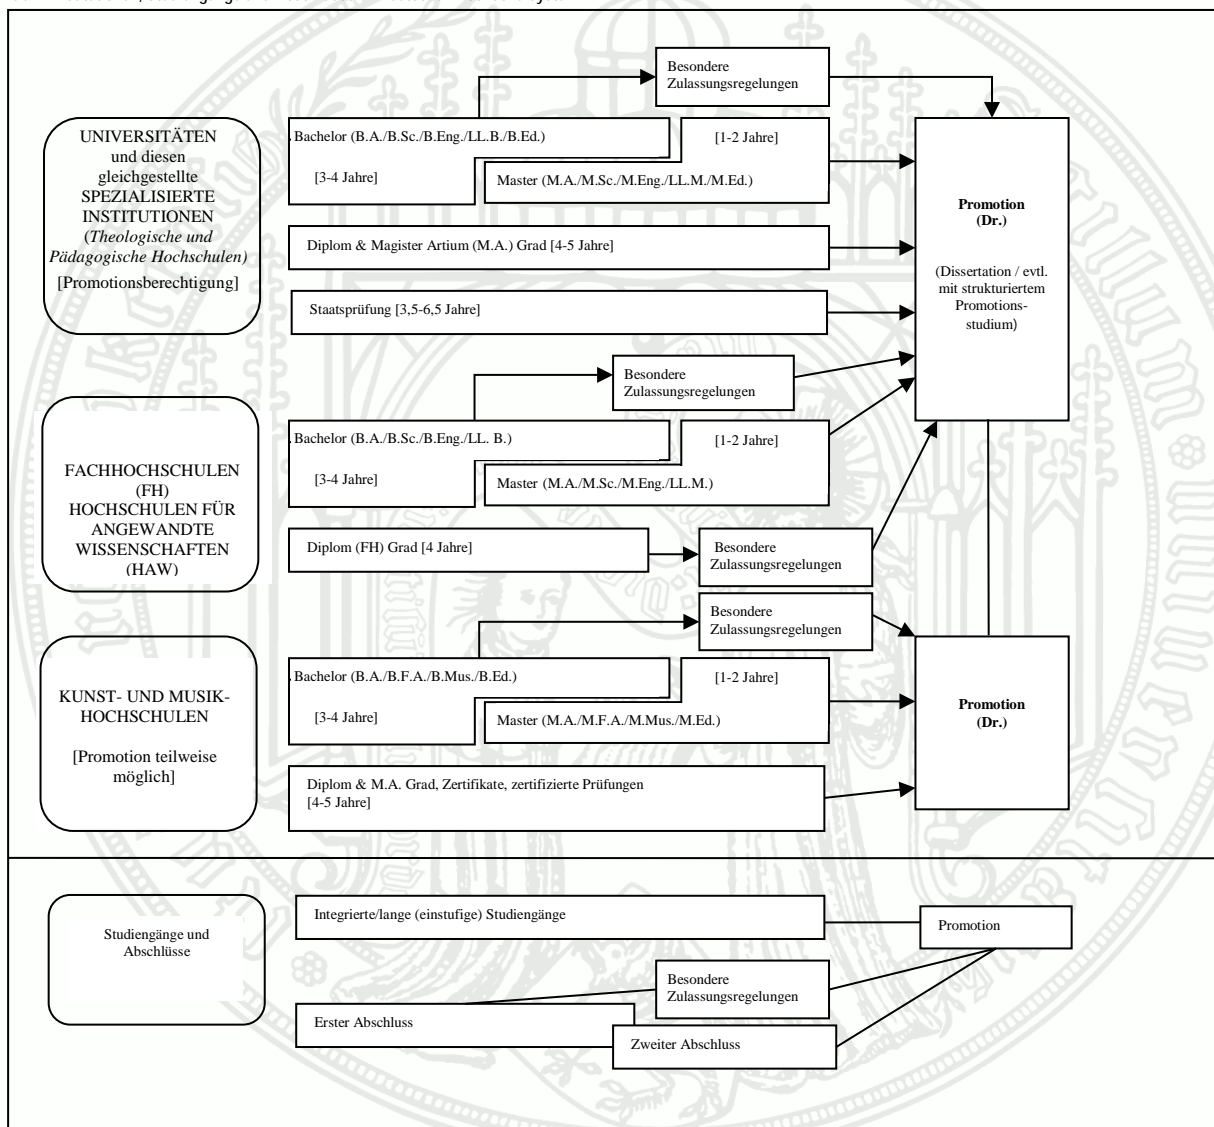 Besondere
Zulassungsregelungen
UNIVERSITÄTEN
und diesen
gleichgestellte
SPEZIALISIERTE
INSTITUTIONEN
(Theologische und
Pädagogische Hochschulen)
[Promotionsberechtigung]
Bachelor (B.A./B.Sc./B.Eng./LL.B./B.Ed.)
[1-2 Jahre]
[3-4 Jahre]
Master (M.A./M.Sc./M.Eng./LL.M./M.Ed.)
Diplom & Magister Artium (M.A.) Grad [4-5 Jahre]
Staatsprüfung [3,5-6,5 Jahre]
Promotion
(Dr.)
(Dissertation / evtl.
mit strukturiertem
Promotions-
studium)
Besondere
Zulassungsregelungen
FACHHOCHSCHULEN
(FH)
HOCHSCHULEN FÜR
ANGEWANDTE
WISSENSCHAFTEN
(HAW)
Bachelor (B.A./B.Sc./B.Eng./LL. B.)
[1-2 Jahre]
[3-4 Jahre]
Master (M.A./M.Sc./M.Eng./LL.M.)
Diplom (FH) Grad [4 Jahre]
Besondere
Zulassungsregelungen
Besondere
Zulassungsregelungen
KUNST- UND MUSIK-
HOCHSCHULEN
[Promotion teilweise
möglich]
Bachelor (B.A./B.F.A./B.Mus./B.Ed.)
[1-2 Jahre]
[3-4 Jahre]
Master (M.A./M.F.A./M.Mus./M.Ed.)
Diplom & M.A. Grad, Zertifikate, zertifizierte Prüfungen
[4-5 Jahre]
Promotion
(Dr.)
Studiengänge und
Abschlüsse
Integrierte/lange (einstufige) Studiengänge
Promotion
Besondere
Zulassungsregelungen
Erster Abschluss
Zweiter Abschluss